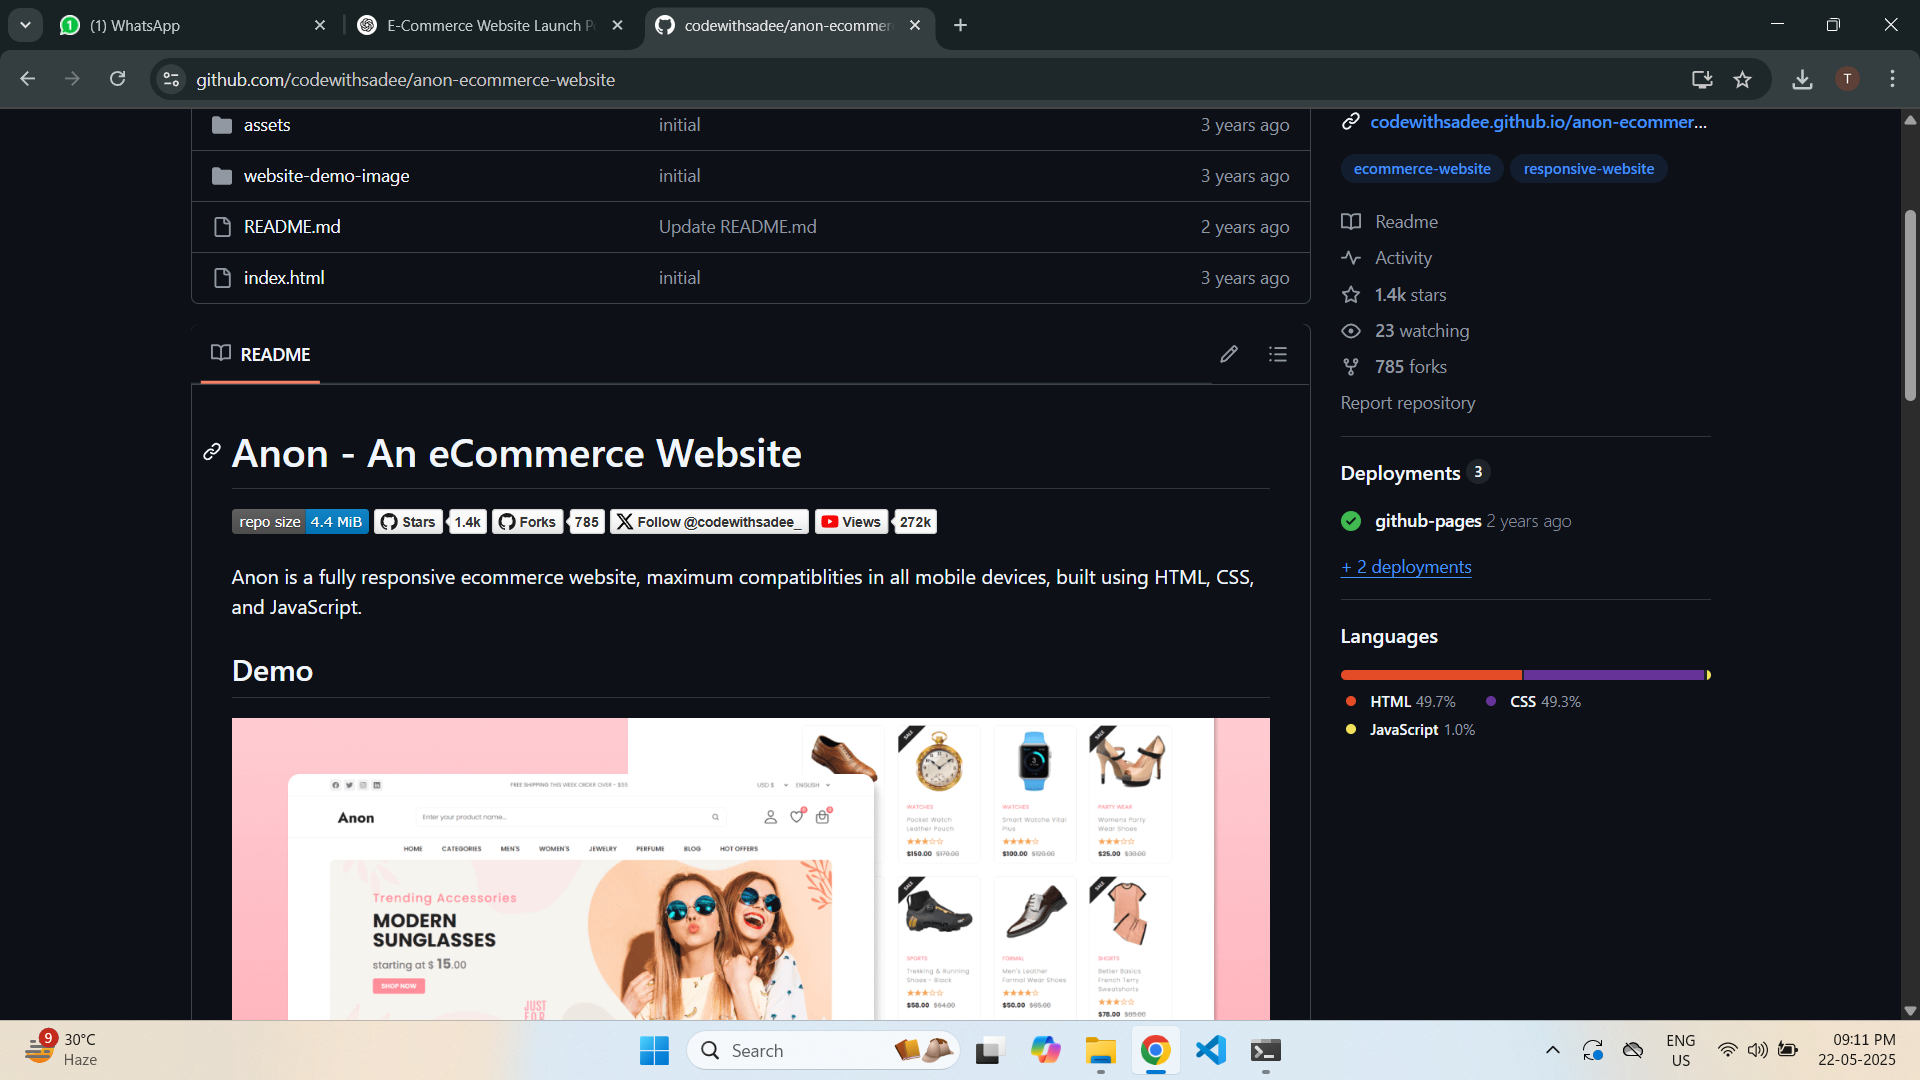 (1) WhatsApp
E-Commerce Website Launch P
codewithsadee/anon-ecommer
github.com/codewithsadee/anon-ecommerce-website
T
assets initial 3 years ago
website-demo-image initial 3 years ago
README.md Update README.md 2 years ago
index.html initial 3 years ago
README
Anon - An eCommerce Website
repo size 4.4 MiB Stars 1.4k Forks 785 Follow @codewithsadee_ Views 272k
Anon is a fully responsive ecommerce website, maximum compatiblities in all mobile devices, built using HTML, CSS,
and JavaScript.
Demo
FREE SHIPPING THIS WEEK ORDER OVER - $55
USD $ ENGLISH
Anon
Enter your product name...
HOME CATEGORIES MEN'S WOMEN'S JEWELRY PERFUME BLOG HOT OFFERS
Trending Accessories
MODERN
SUNGLASSES
starting at $ 15.00
SHOP NOW
JUST
FOR
SALE
WATCHES
Pocket Watch
Leather Pouch
$150.00 $170.00
WATCHES
Smart Watche Vital
Plus
$100.00 $120.00
SALE
PARTY WEAR
Womens Party
Wear Shoes
$25.00 $30.00
SALE
SPORTS
Trekking & Running
Shoes - Black
$58.00 $64.00
FORMAL
Men's Leather
Formal Wear Shoes
$50.00 $65.00
SALE
SHORTS
Better Basics
French Terry
Sweatshorts
$78.00 $85.00
codewithsadee.github.io/anon-ecommer...
ecommerce-website responsive-website
Readme
Activity
1.4k stars
23 watching
785 forks
Report repository
Deployments 3
github-pages 2 years ago
+ 2 deployments
Languages
HTML 49.7% CSS 49.3%
JavaScript 1.0%
9
30°C
Haze
Search
ENG
US
09:11 PM
22-05-2025